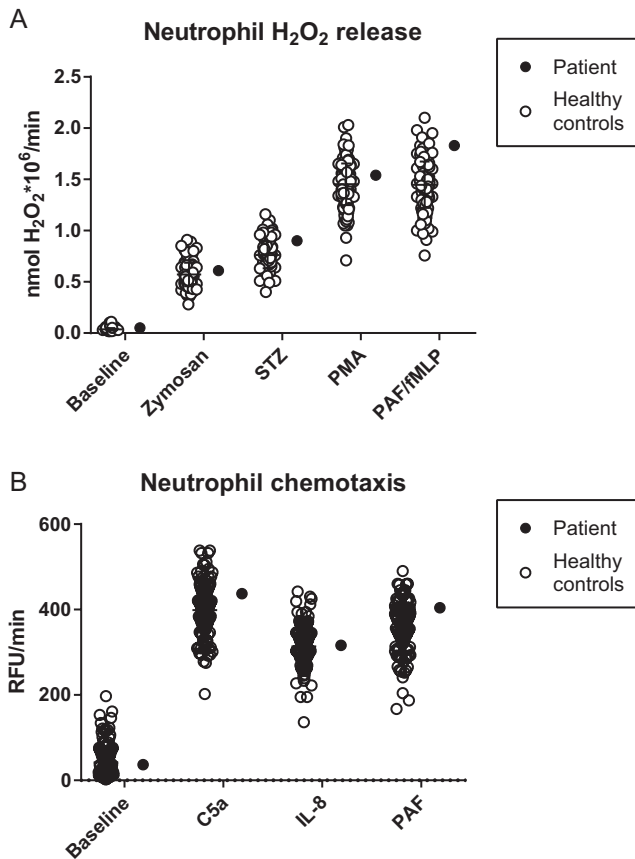 A
Neutrophil H₂O₂ release
nmol H₂O₂*10⁶/min
2.5
2.0
1.5
1.0
0.5
0.0
Baseline
Zymosan
STZ
PMA
PAF/fMLP
Patient
Healthy
controls
B
Neutrophil chemotaxis
RFU/min
600
400
200
0
Baseline
C5a
IL-8
PAF
Patient
Healthy
controls